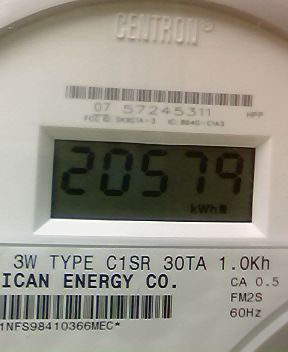 CENTRON®
07 57245311 HPP
20579
kWh
3W TYPE C1SR 30TA 1.0Kh
ICAN ENERGY CO. CA 0.5
FM2S
60Hz
1NFS98410366MEC*